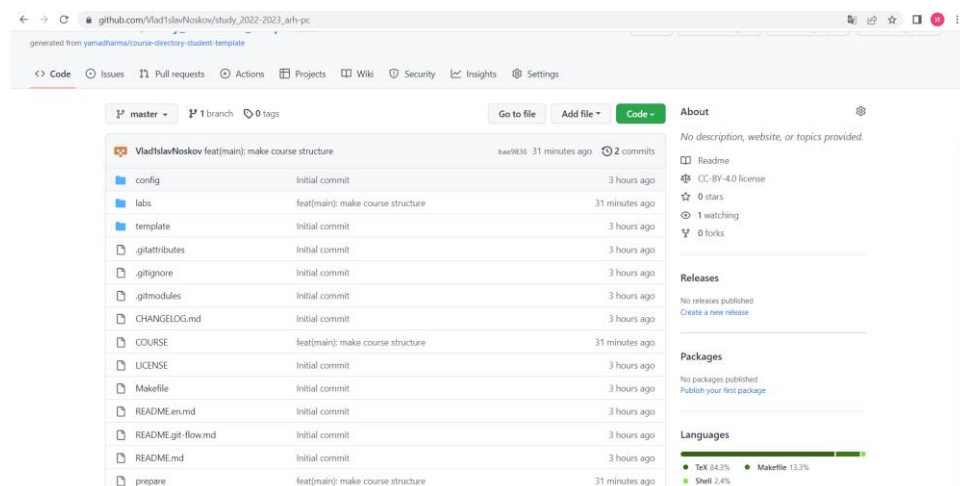 github.com/Vlad1slavNoskov/study_2022-2023_arh-pc
generated from yamadharma/course-directory-student-template
<> Code Issues Pull requests Actions Projects Wiki Security Insights Settings
master 1 branch 0 tags Go to file Add file Code
Vlad1slavNoskov feat(main): make course structure bae9836 31 minutes ago 2 commits
config Initial commit 3 hours ago
labs feat(main): make course structure 31 minutes ago
template Initial commit 3 hours ago
.gitattributes Initial commit 3 hours ago
.gitignore Initial commit 3 hours ago
.gitmodules Initial commit 3 hours ago
CHANGELOG.md Initial commit 3 hours ago
COURSE feat(main): make course structure 31 minutes ago
LICENSE Initial commit 3 hours ago
Makefile Initial commit 3 hours ago
README.en.md Initial commit 3 hours ago
README.git-flow.md Initial commit 3 hours ago
README.md Initial commit 3 hours ago
prepare feat(main): make course structure 31 minutes ago
About
No description, website, or topics provided.
Readme
CC-BY-4.0 license
0 stars
1 watching
0 forks
Releases
No releases published
Create a new release
Packages
No packages published
Publish your first package
Languages
TeX 84.3% Makefile 13.3%
Shell 2.4%